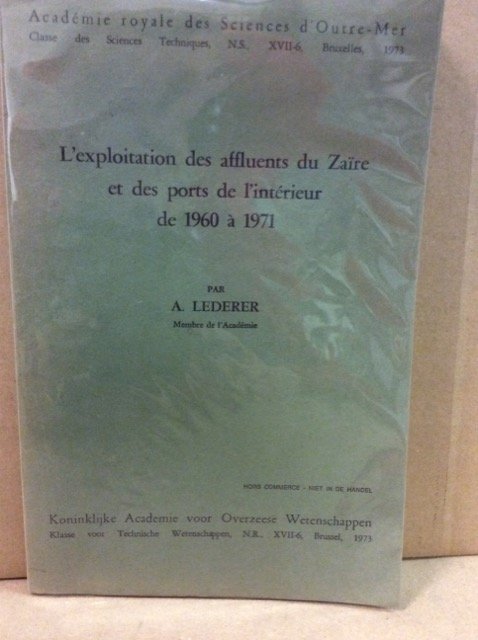 Académie royale des Sciences d'Outre-Mer
Classe des Sciences Techniques, N.S., XVII-6, Bruxelles, 1973
L'exploitation des affluents du Zaïre
et des ports de l'intérieur
de 1960 à 1971
PAR
A. LEDERER
Membre de l'Académie
HORS COMMERCE - NIET IN DE HANDEL
Koninklijke Academie voor Overzeese Wetenschappen
Klasse voor Technische Wetenschappen, N.R., XVII-6, Brussel, 1973